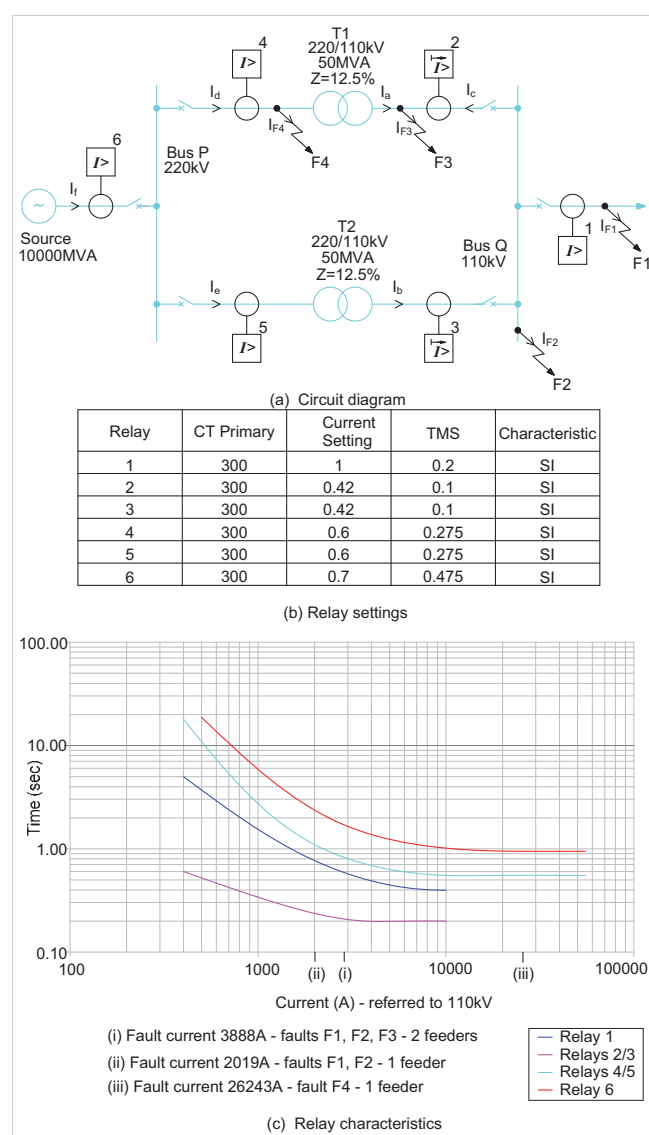 4
I>
T1
220/110kV
50MVA
Z=12.5%
2
I>
Id
Ia
Ic
IF4
F4
IF3
F3
6
I>
Bus P
220kV
If
~
Source
10000MVA
T2
220/110kV
50MVA
Z=12.5%
Bus Q
110kV
1
I>
IF1
F1
Ie
5
I>
Ib
3
I>
IF2
F2
(a) Circuit diagram
Relay CT Primary Current Setting TMS Characteristic
1 300 1 0.2 SI
2 300 0.42 0.1 SI
3 300 0.42 0.1 SI
4 300 0.6 0.275 SI
5 300 0.6 0.275 SI
6 300 0.7 0.475 SI
(b) Relay settings
100.00
10.00
1.00
0.10
Time (sec)
100 1000 (ii) (i) 10000 (iii) 100000
Current (A) - referred to 110kV
(i) Fault current 3888A - faults F1, F2, F3 - 2 feeders
(ii) Fault current 2019A - faults F1, F2 - 1 feeder
(iii) Fault current 26243A - fault F4 - 1 feeder
Relay 1
Relays 2/3
Relays 4/5
Relay 6
(c) Relay characteristics